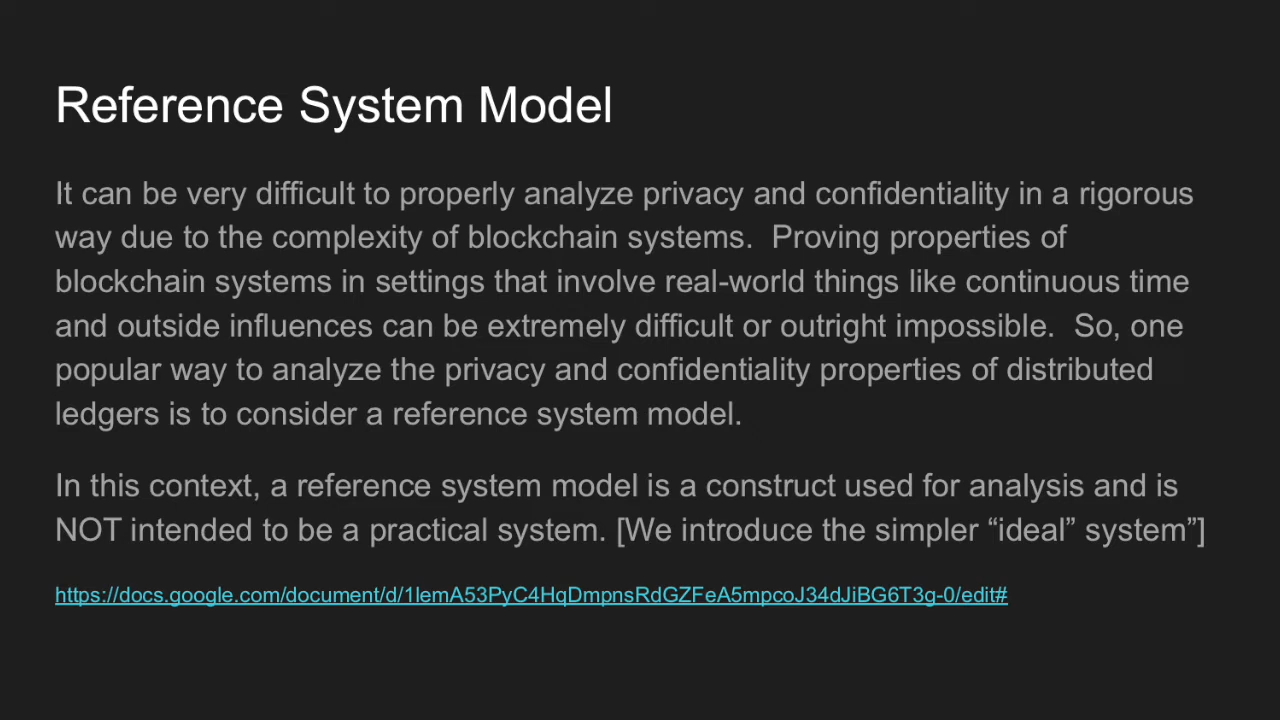 Reference System Model
It can be very difficult to properly analyze privacy and confidentiality in a rigorous
way due to the complexity of blockchain systems.  Proving properties of
blockchain systems in settings that involve real-world things like continuous time
and outside influences can be extremely difficult or outright impossible.  So, one
popular way to analyze the privacy and confidentiality properties of distributed
ledgers is to consider a reference system model.
In this context, a reference system model is a construct used for analysis and is
NOT intended to be a practical system. [We introduce the simpler “ideal” system”]
https://docs.google.com/document/d/1lemA53PyC4HqDmpnsRdGZFeA5mpcoJ34dJiBG6T3g-0/edit#